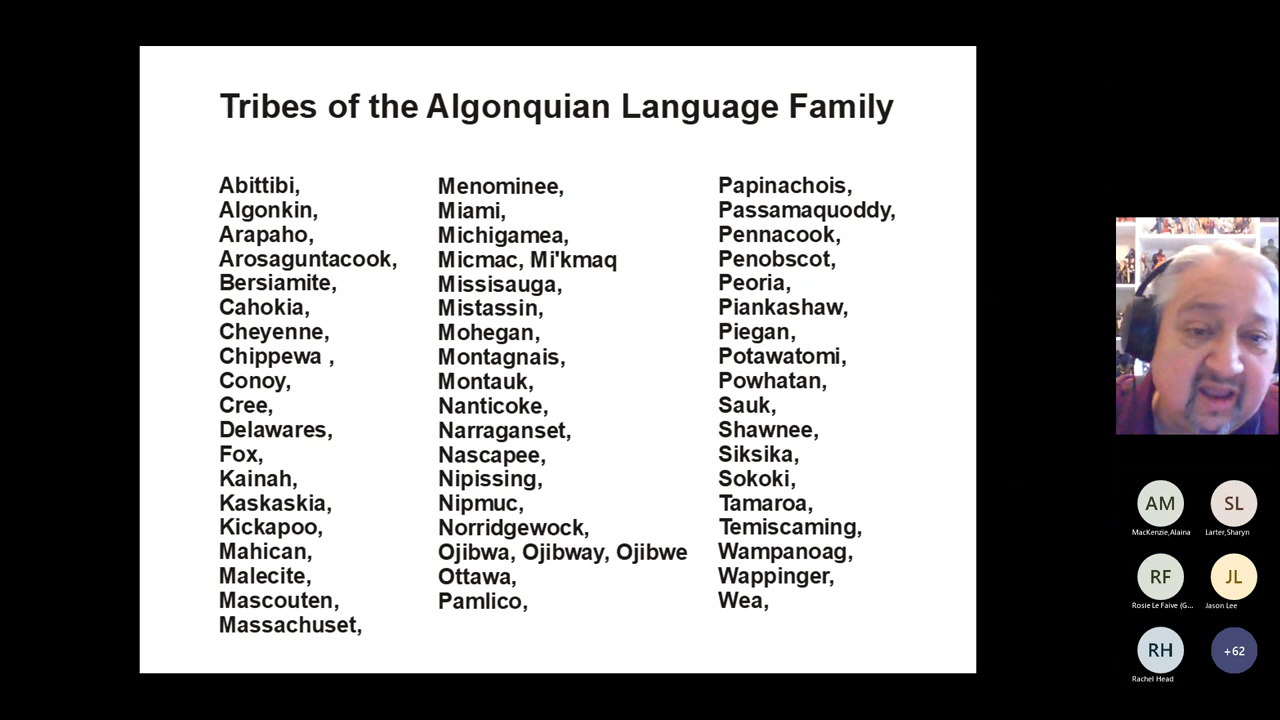 Tribes of the Algonquian Language Family
Abittibi,
Algonkin,
Arapaho,
Arosaguntacook,
Bersiamite,
Cahokia,
Cheyenne,
Chippewa ,
Conoy,
Cree,
Delawares,
Fox,
Kainah,
Kaskaskia,
Kickapoo,
Mahican,
Malecite,
Mascouten,
Massachuset,
Menominee,
Miami,
Michigamea,
Micmac, Mi'kmaq
Missisauga,
Mistassin,
Mohegan,
Montagnais,
Montauk,
Nanticoke,
Narraganset,
Nascapee,
Nipissing,
Nipmuc,
Norridgewock,
Ojibwa, Ojibway, Ojibwe
Ottawa,
Pamlico,
Papinachois,
Passamaquoddy,
Pennacook,
Penobscot,
Peoria,
Piankashaw,
Piegan,
Potawatomi,
Powhatan,
Sauk,
Shawnee,
Siksika,
Sokoki,
Tamaroa,
Temiscaming,
Wampanoag,
Wappinger,
Wea,
AM
MacKenzie,Alaina
SL
Larter,Sharyn
RF
Rosie Le Faive (G...
JL
Jason Lee
RH
Rachel Head
+62